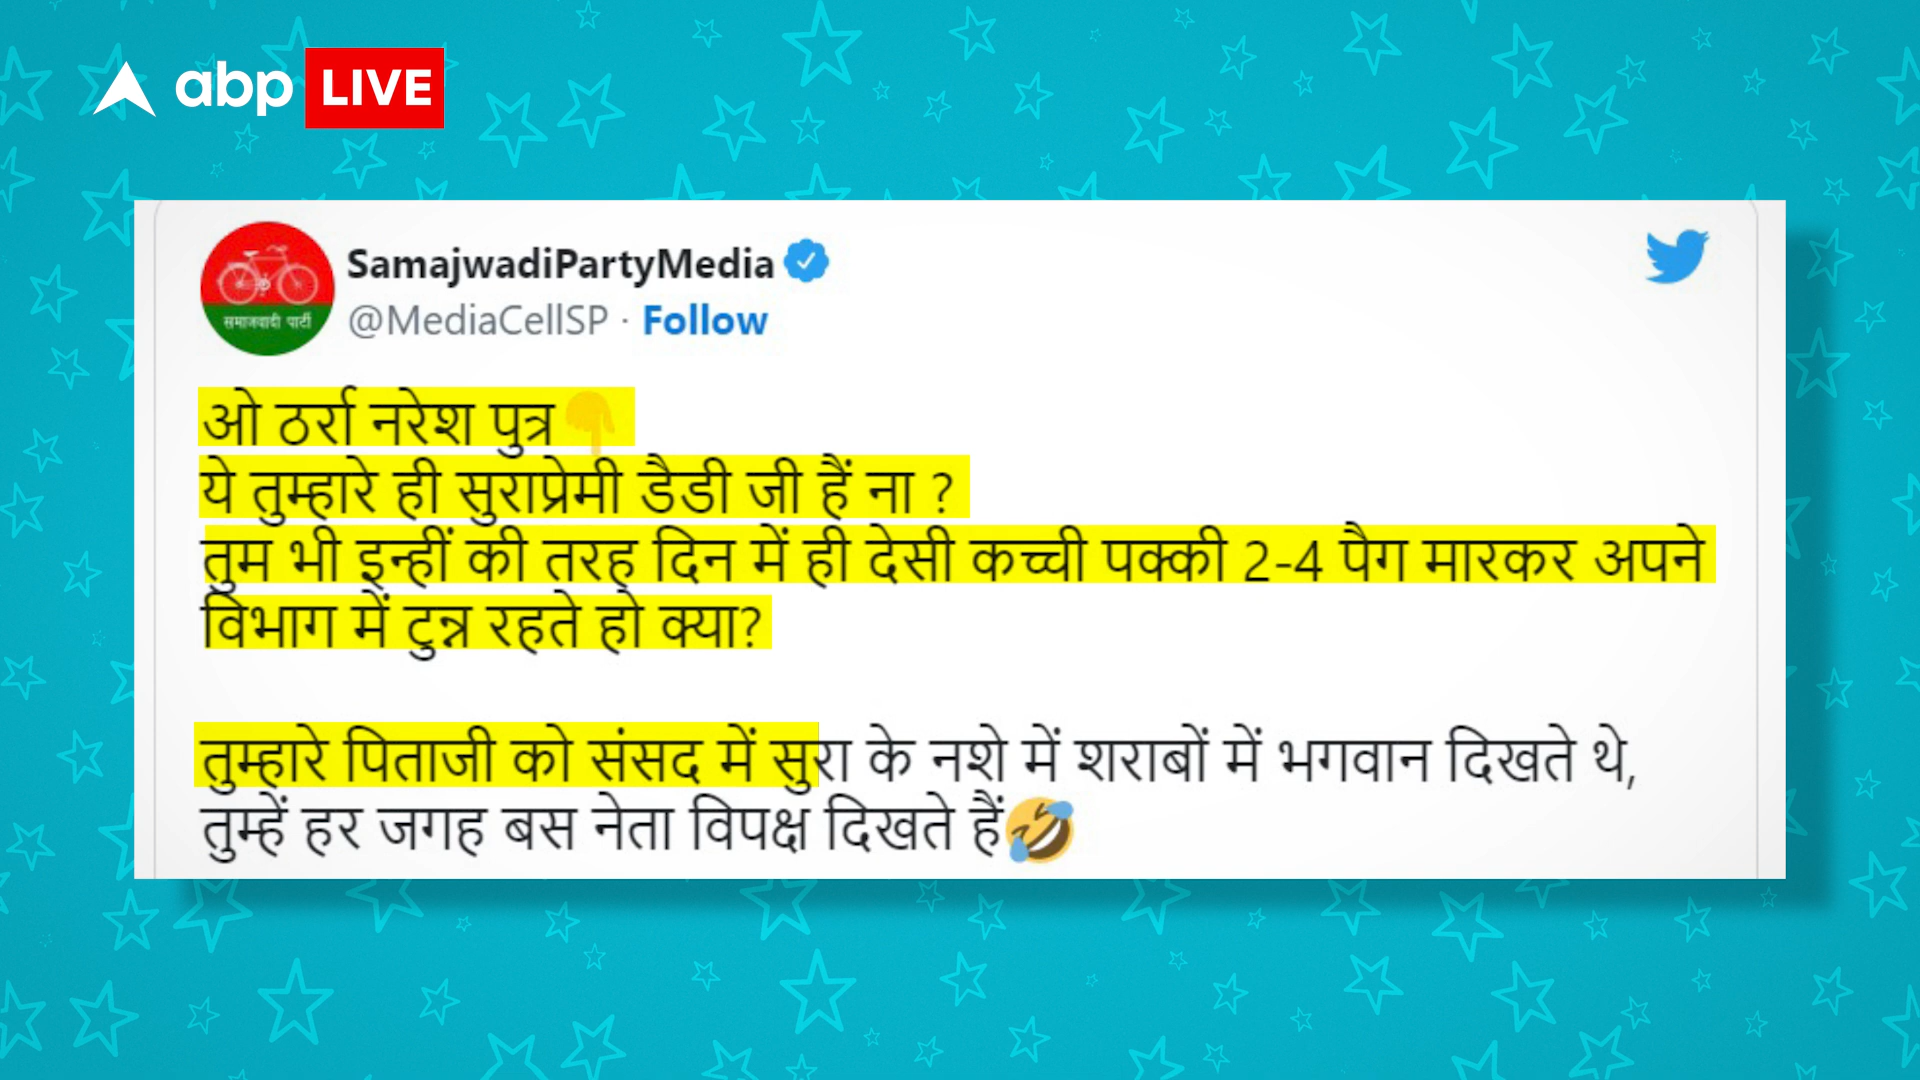 abp LIVE
SamajwadiPartyMedia
@MediaCellSP · Follow
समाजवादी पार्टी
ओ ठर्रा नरेश पुत्र👇
ये तुम्हारे ही सुराप्रेमी डैडी जी हैं ना ?
तुम भी इन्हीं की तरह दिन में ही देसी कच्ची पक्की 2-4 पैग मारकर अपने
विभाग में टुन्न रहते हो क्या?
तुम्हारे पिताजी को संसद में सुरा के नशे में शराबों में भगवान दिखते थे,
तुम्हें हर जगह बस नेता विपक्ष दिखते हैं🤣